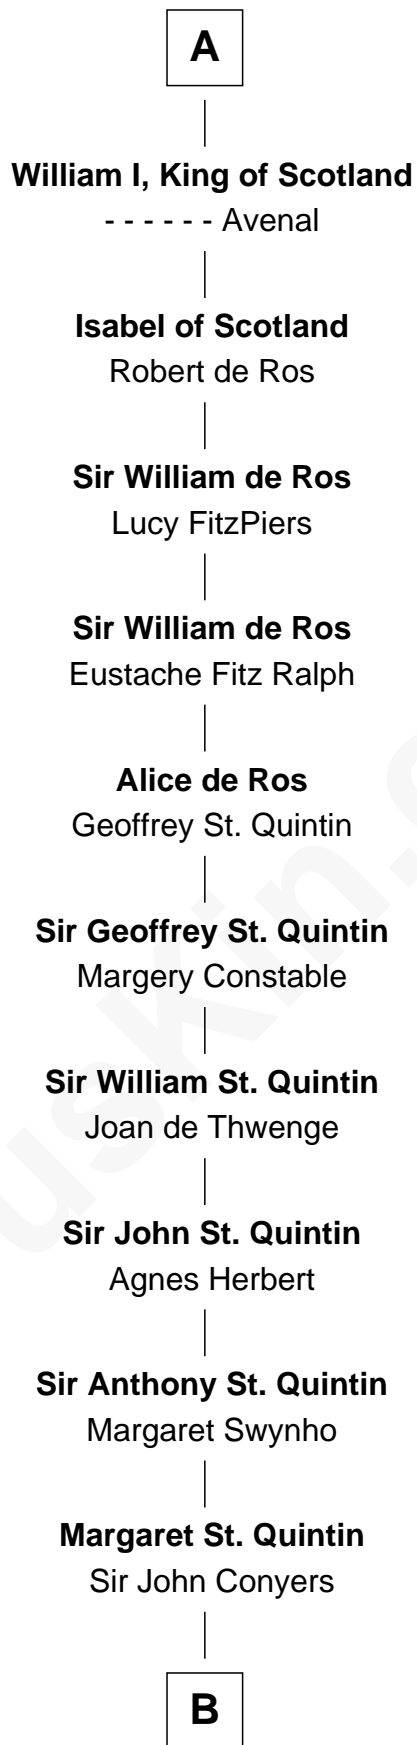 A
William I, King of Scotland
- - - - - - Avenal
Isabel of Scotland
Robert de Ros
Sir William de Ros
Lucy FitzPiers
Sir William de Ros
Eustache Fitz Ralph
Alice de Ros
Geoffrey St. Quintin
Sir Geoffrey St. Quintin
Margery Constable
Sir William St. Quintin
Joan de Thwenge
Sir John St. Quintin
Agnes Herbert
Sir Anthony St. Quintin
Margaret Swynho
Margaret St. Quintin
Sir John Conyers
B